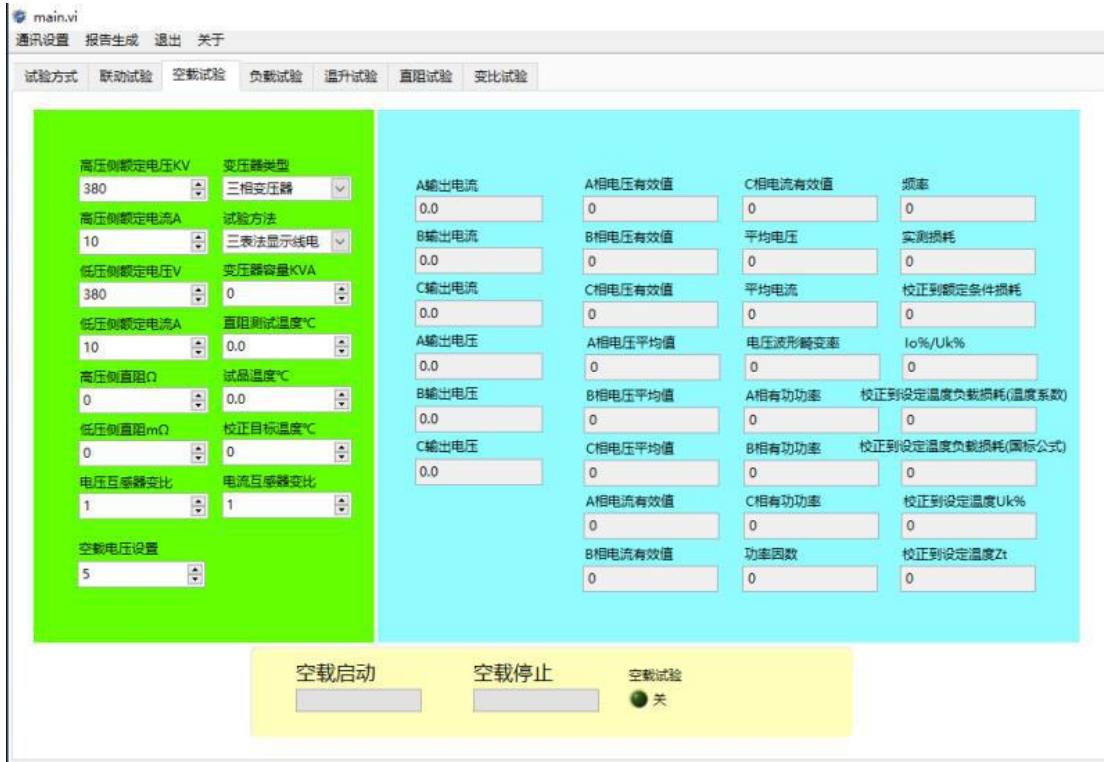 main.vi
通讯设置 报告生成 退出 关于
试验方式 联动试验 空载试验 负载试验 温升试验 直阻试验 变比试验
高压侧额定电压KV 变压器类型
380 三相变压器
高压侧额定电流A 试验方法
10 三表法显示线电
低压侧额定电压V 变压器容量KVA
380 0
低压侧额定电流A 直阻测试温度℃
10 0.0
高压侧直阻Ω 试品温度℃
0 0.0
低压侧直阻mΩ 校正目标温度℃
0 0
电压互感器变比 电流互感器变比
1 1
空载电压设置
5
A输出电流 A相电压有效值 C相电流有效值 频率
0.0 0 0 0
B输出电流 B相电压有效值 平均电压 实测损耗
0.0 0 0 0
C输出电流 C相电压有效值 平均电流 校正到额定条件损耗
0.0 0 0 0
A输出电压 A相电压平均值 电压波形畸变率 Io%/Uk%
0.0 0 0 0
B输出电压 B相电压平均值 A相有功功率 校正到设定温度负载损耗(温度系数)
0.0 0 0 0
C输出电压 C相电压平均值 B相有功功率 校正到设定温度负载损耗(国标公式)
0.0 0 0 0
A相电流有效值 C相有功功率 校正到设定温度Uk%
0 0 0
B相电流有效值 功率因数 校正到设定温度Zt
0 0 0
空载启动 空载停止 空载试验
关